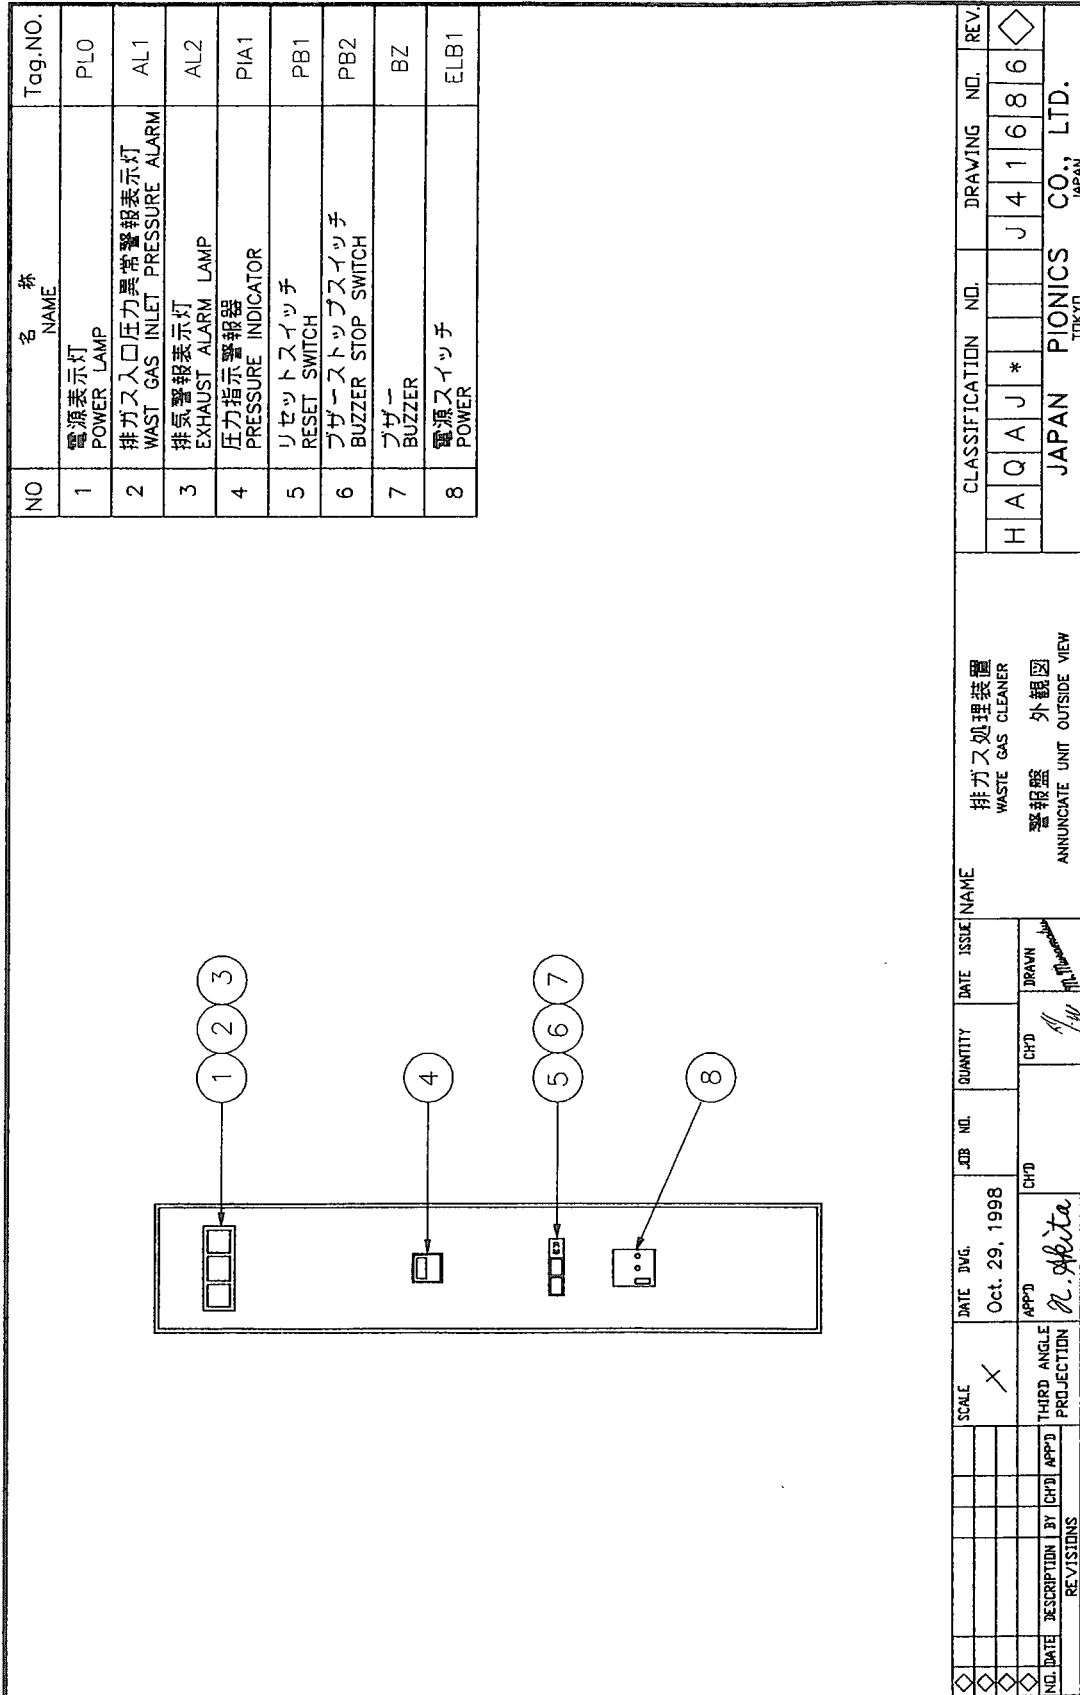 NO 名 称 NAME Tag.NO.
1 電源表示灯 POWER LAMP PL0
2 排ガス入口圧力異常警報表示灯 WAST GAS INLET PRESSURE ALARM AL1
3 排気警報表示灯 EXHAUST ALARM LAMP AL2
4 圧力指示警報器 PRESSURE INDICATOR PIA1
5 リセットスイッチ RESET SWITCH PB1
6 ブザーストップスイッチ BUZZER STOP SWITCH PB2
7 ブザー BUZZER BZ
8 電源スイッチ POWER ELB1
1 2 3
4
5 6 7
8
NO. DATE DESCRIPTION BY CH'D APP'D
REVISIONS
SCALE
THIRD ANGLE
PROJECTION
DATE DWG.
Oct. 29, 1998
JOB NO.
QUANTITY
DATE ISSUE
APP'D
N. Akita
CH'D
CH'D
DRAWN
NAME
排ガス処理装置
WASTE GAS CLEANER
警報盤 外観図
ANNUNCIATE UNIT OUTSIDE VIEW
CLASSIFICATION NO. DRAWING NO. REV.
H A Q A J * J 4 1 6 8 6
JAPAN PIONICS CO., LTD.
TOKYO JAPAN